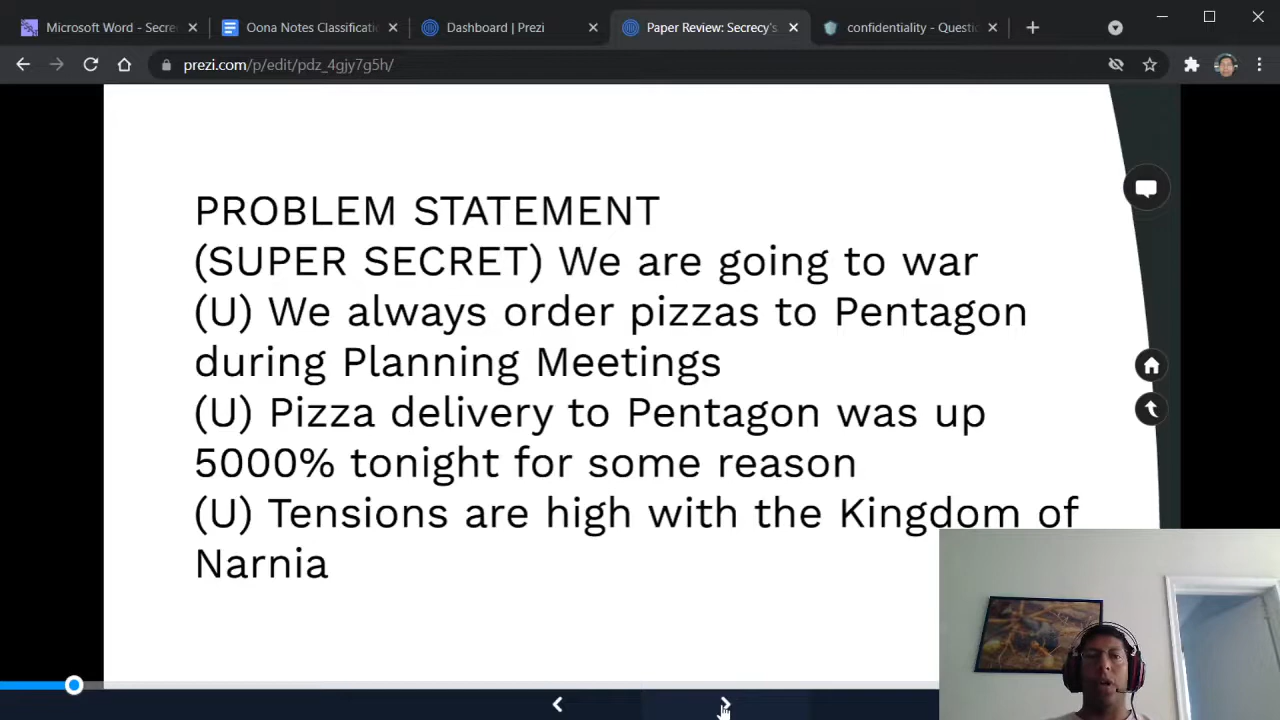 Microsoft Word - Secre
Oona Notes Classificati
Dashboard | Prezi
Paper Review: Secrecy's
confidentiality - Questio
prezi.com/p/edit/pdz_4gjy7g5h/
PROBLEM STATEMENT
(SUPER SECRET) We are going to war
(U) We always order pizzas to Pentagon
during Planning Meetings
(U) Pizza delivery to Pentagon was up
5000% tonight for some reason
(U) Tensions are high with the Kingdom of
Narnia